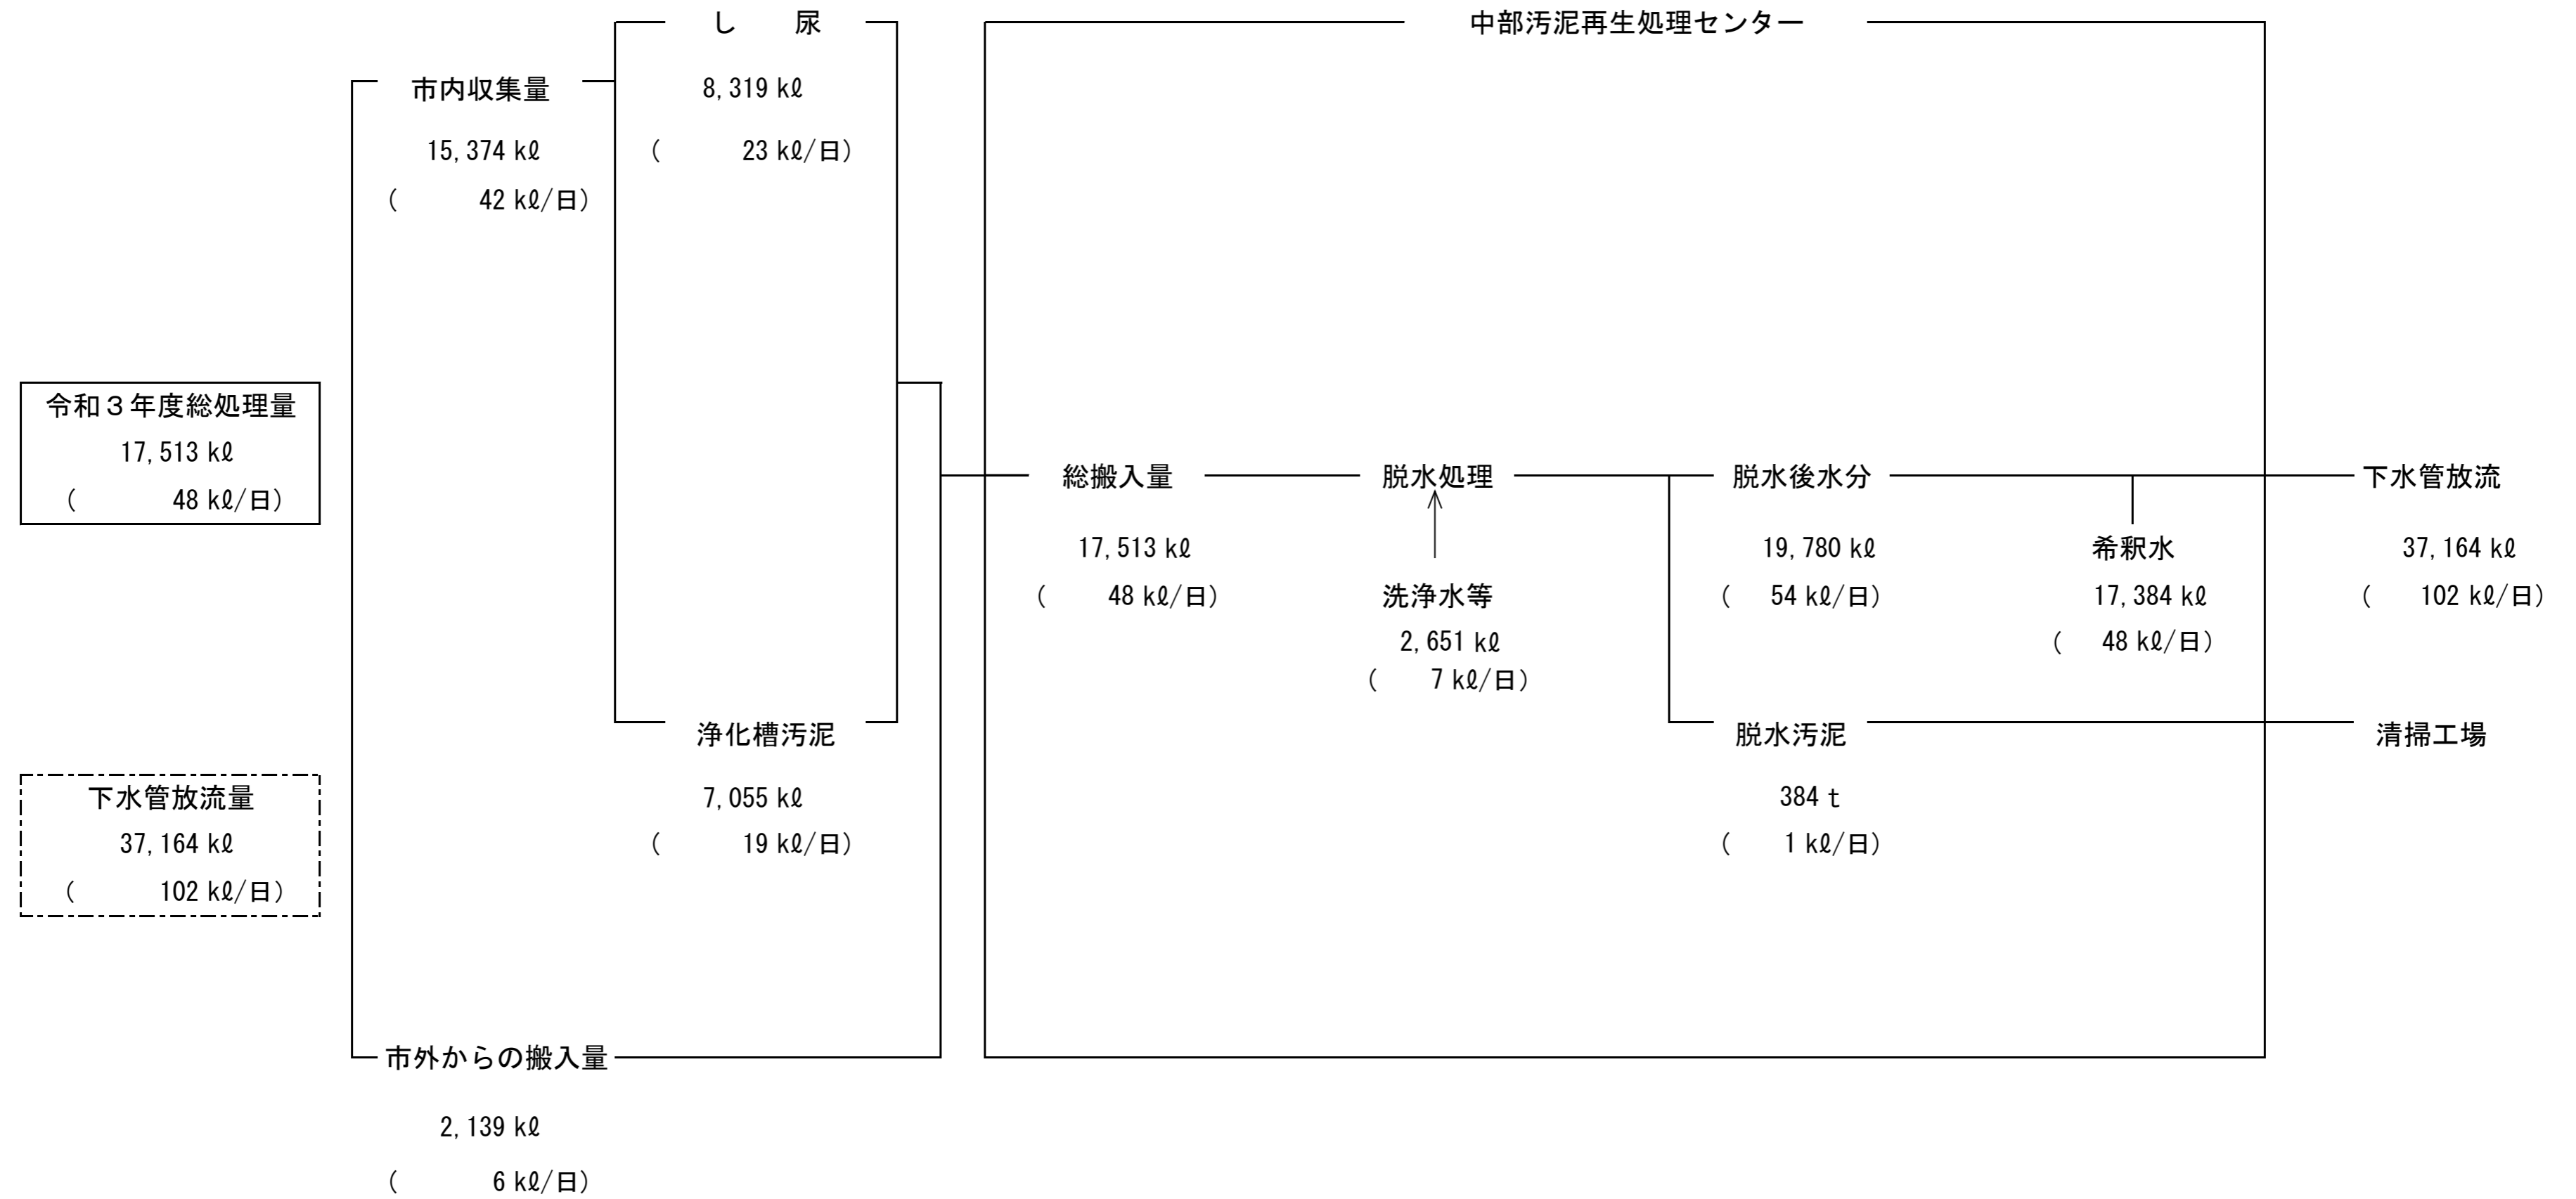 し　　尿
中部汚泥再生処理センター
市内収集量
8,319 kℓ
15,374 kℓ
(　　23 kℓ/日)
(　　42 kℓ/日)
令和３年度総処理量
17,513 kℓ
(　　48 kℓ/日)
総搬入量
脱水処理
脱水後水分
下水管放流
17,513 kℓ
19,780 kℓ
希釈水
37,164 kℓ
(　　48 kℓ/日)
洗浄水等
(　54 kℓ/日)
17,384 kℓ
(　102 kℓ/日)
2,651 kℓ
(　48 kℓ/日)
(　7 kℓ/日)
浄化槽汚泥
脱水汚泥
清掃工場
下水管放流量
7,055 kℓ
384 t
37,164 kℓ
(　　19 kℓ/日)
(　1 kℓ/日)
(　　102 kℓ/日)
市外からの搬入量
2,139 kℓ
(　　6 kℓ/日)